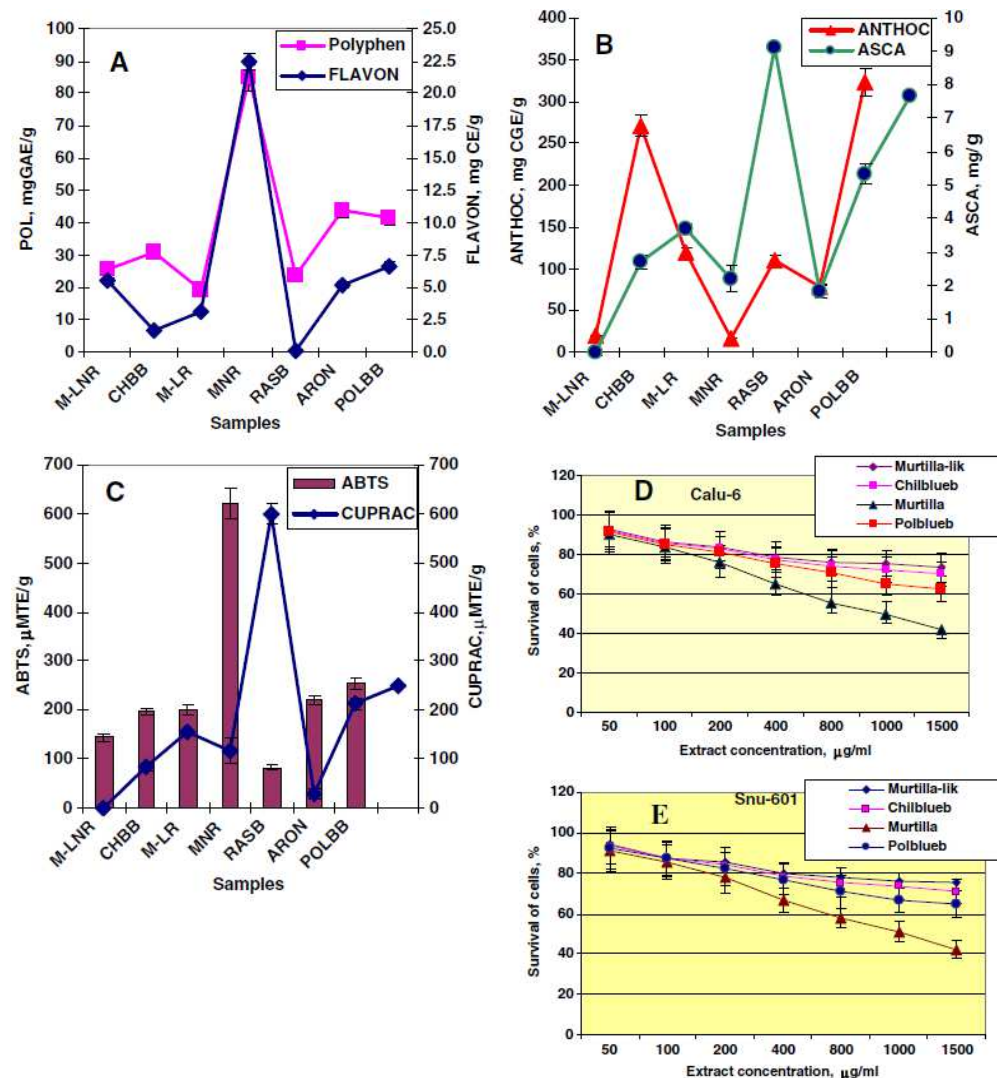 A
Polyphen
FLAVON
POL, mgGAE/g
100
90
80
70
60
50
40
30
20
10
0
25.0
22.5
20.0
17.5
15.0
12.5
10.0
7.5
5.0
2.5
0.0
FLAVON, mg CE/g
M-LNR
CHBB
M-LR
MNR
RASB
ARON
POLBB
Samples
B
ANTHOC
ASCA
ANTHOC, mg CGE/g
400
350
300
250
200
150
100
50
0
10
9
8
7
6
5
4
3
2
1
0
ASCA, mg/g
M-LNR
CHBB
M-LR
MNR
RASB
ARON
POLBB
Samples
C
ABTS
CUPRAC
ABTS, μMTE/g
700
600
500
400
300
200
100
0
700
600
500
400
300
200
100
0
CUPRAC,μMTE/g
M-LNR
CHBB
M-LR
MNR
RASB
ARON
POLBB
Samples
D
Calu-6
Murtilla-lik
Chilblueb
Murtilla
Polblueb
Survival of cells, %
120
100
80
60
40
20
0
50 100 200 400 800 1000 1500
Extract concentration, μg/ml
E
Snu-601
Murtilla-lik
Chilblueb
Murtilla
Polblueb
Survival of cells, %
120
100
80
60
40
20
0
50 100 200 400 800 1000 1500
Extract concentration, μg/ml